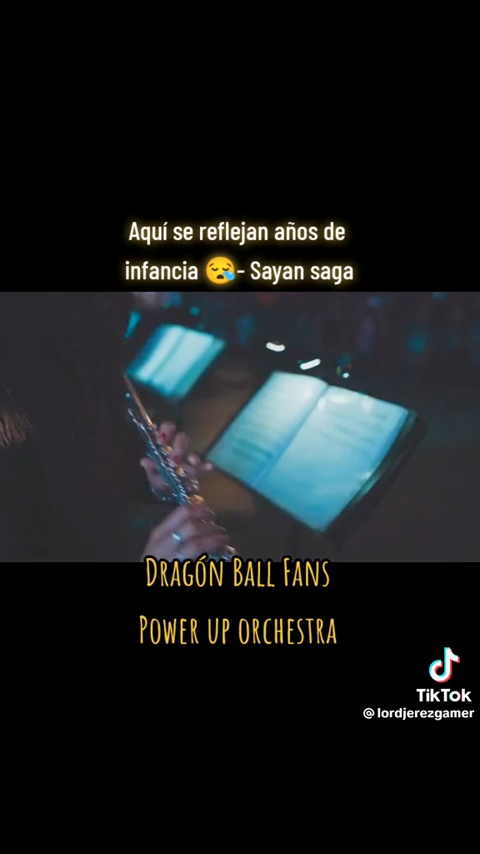 Aquí se reflejan años de
infancia 😪- Sayan saga
Dragón Ball Fans
Power up orchestra
TikTok
@lordjerezgamer